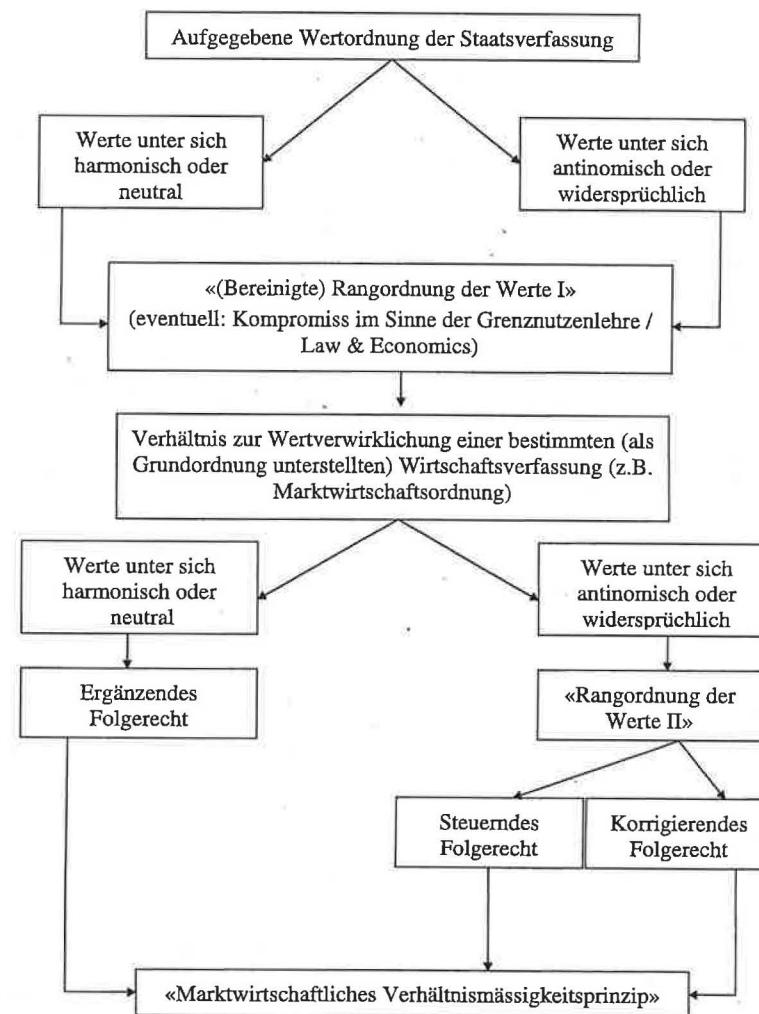 Aufgegebene Wertordnung der Staatsverfassung
Werte unter sich
harmonisch oder
neutral
Werte unter sich
antinomisch oder
widersprüchlich
«(Bereinigte) Rangordnung der Werte I»
(eventuell: Kompromiss im Sinne der Grenznutzenlehre /
Law & Economics)
Verhältnis zur Wertverwirklichung einer bestimmten (als
Grundordnung unterstellten) Wirtschaftsverfassung (z.B.
Marktwirtschaftsordnung)
Werte unter sich
harmonisch oder
neutral
Werte unter sich
antinomisch oder
widersprüchlich
Ergänzendes
Folgerecht
«Rangordnung der
Werte II»
Steuerndes
Folgerecht
Korrigierendes
Folgerecht
«Marktwirtschaftliches Verhältnismässigkeitsprinzip»